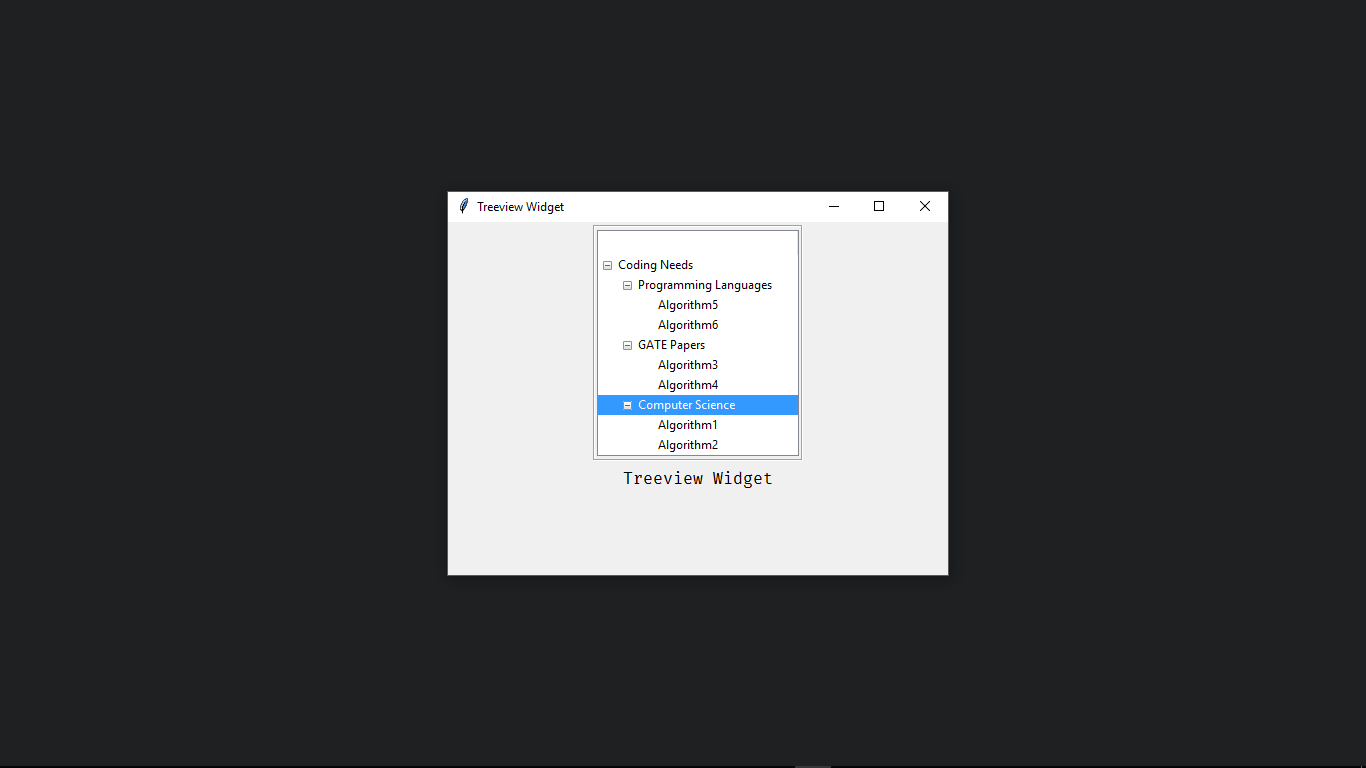 Treeview Widget
Coding Needs
Programming Languages
Algorithm5
Algorithm6
GATE Papers
Algorithm3
Algorithm4
Computer Science
Algorithm1
Algorithm2
Treeview Widget